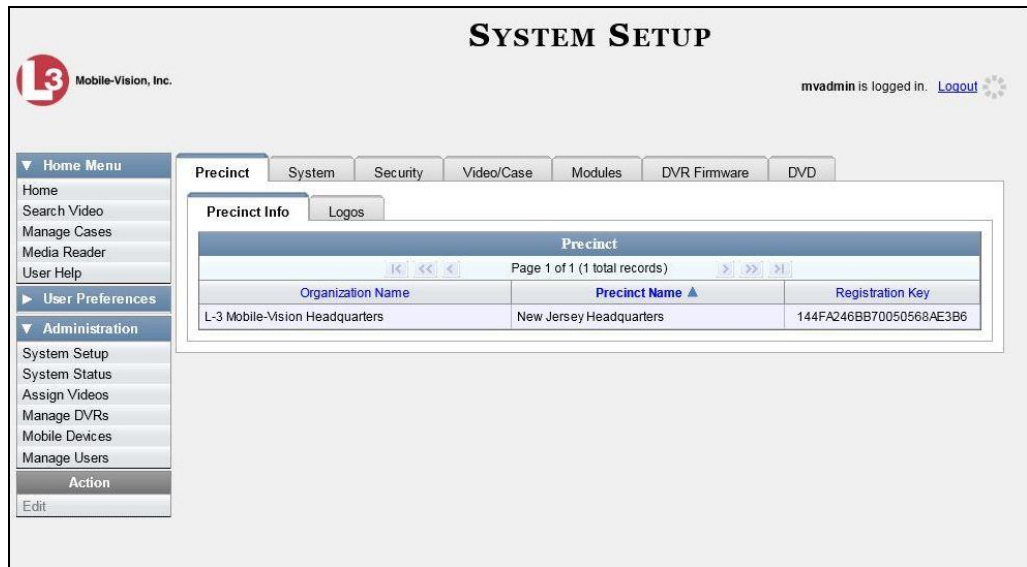 SYSTEM SETUP
L3 Mobile-Vision, Inc.
mvadmin is logged in. Logout
▼ Home Menu
Home
Search Video
Manage Cases
Media Reader
User Help
▶ User Preferences
▼ Administration
System Setup
System Status
Assign Videos
Manage DVRs
Mobile Devices
Manage Users
Action
Edit
Precinct System Security Video/Case Modules DVR Firmware DVD
Precinct Info Logos
Precinct
|< << < Page 1 of 1 (1 total records) > >> >|
Organization Name Precinct Name ▲ Registration Key
L-3 Mobile-Vision Headquarters New Jersey Headquarters 144FA246BB70050568AE3B6